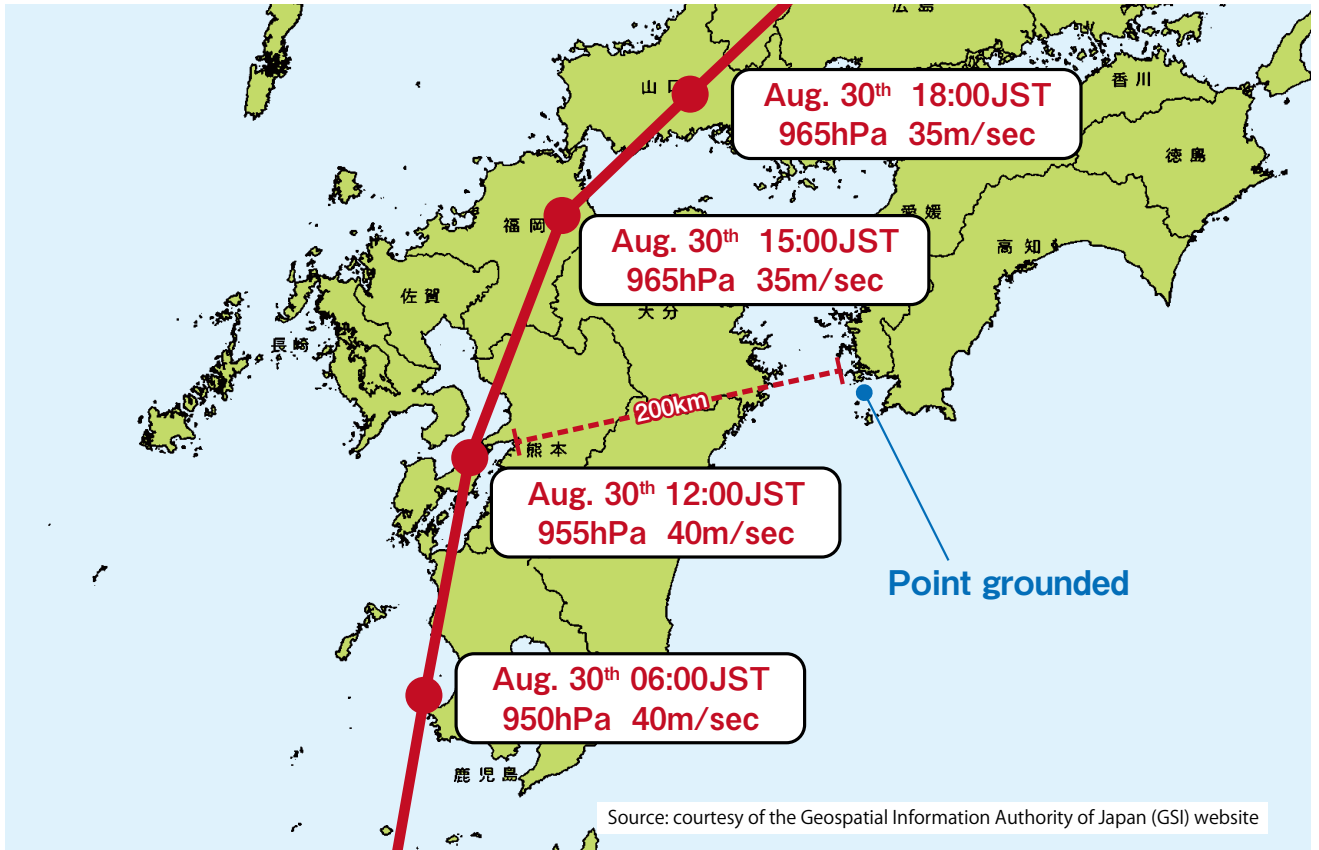 広島
山口
Aug. 30th 18:00JST
965hPa 35m/sec
香川
徳島
愛媛
福岡
Aug. 30th 15:00JST
965hPa 35m/sec
高知
佐賀
大分
長崎
200km
熊本
Aug. 30th 12:00JST
955hPa 40m/sec
Point grounded
Aug. 30th 06:00JST
950hPa 40m/sec
鹿児島
Source: courtesy of the Geospatial Information Authority of Japan (GSI) website